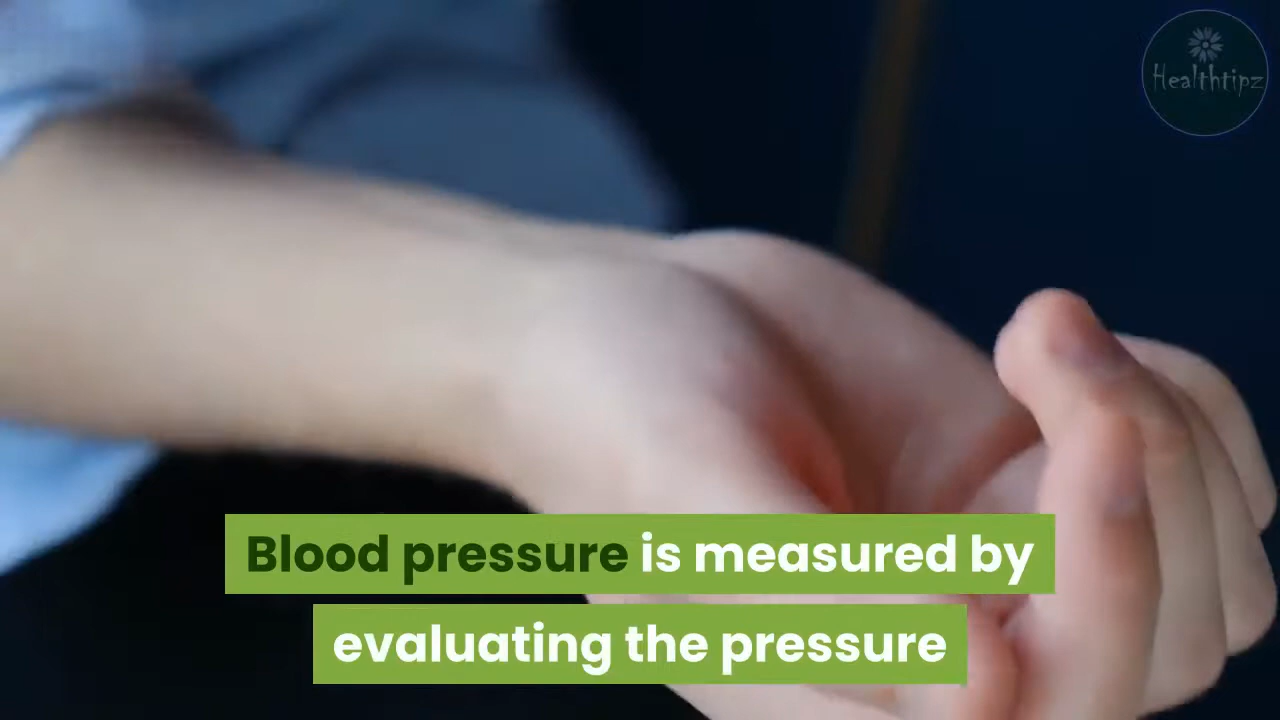 Healthtipz
Blood pressure is measured by
evaluating the pressure